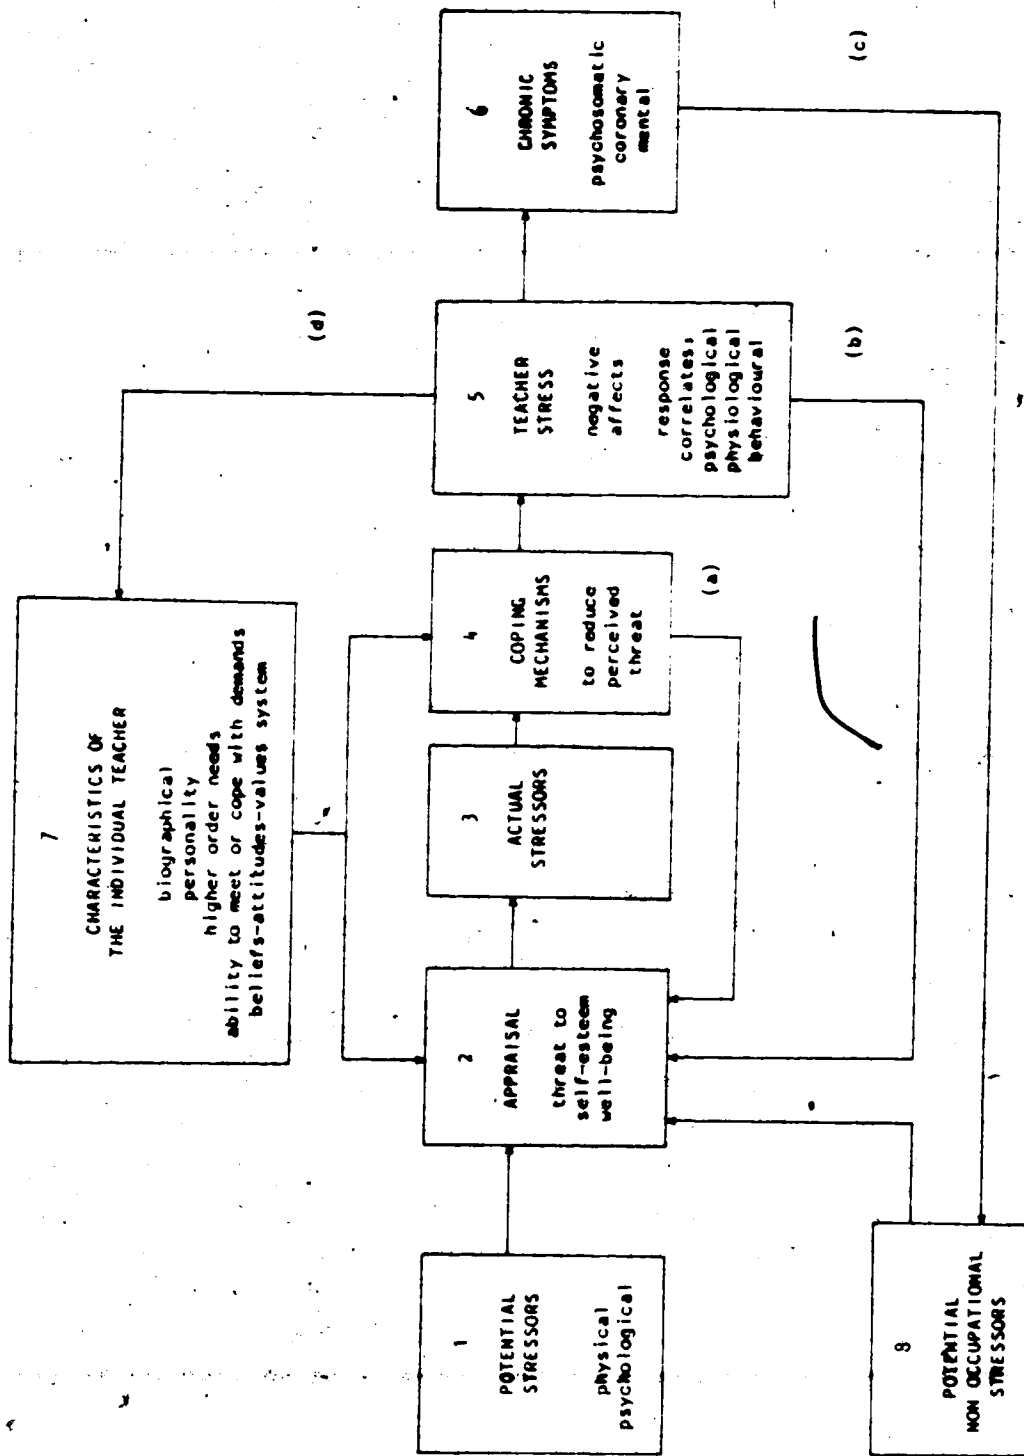 7
CHARACTERISTICS OF
THE INDIVIDUAL TEACHER
biographical
personality
higher order needs
ability to meet or cope with demands
beliefs-attitudes-values system
(d)
1
POTENTIAL
STRESSORS
physical
psychological
2
APPRAISAL
threat to
self-esteem
well-being
3
ACTUAL
STRESSORS
4
COPING
MECHANISMS
to reduce
perceived
threat
5
TEACHER
STRESS
negative
affects
response
correlates:
psychological
physiological
behavioural
6
CHRONIC
SYMPTOMS
psychosomatic
coronary
mental
(a)
(b)
(c)
8
POTENTIAL
NON OCCUPATIONAL
STRESSORS